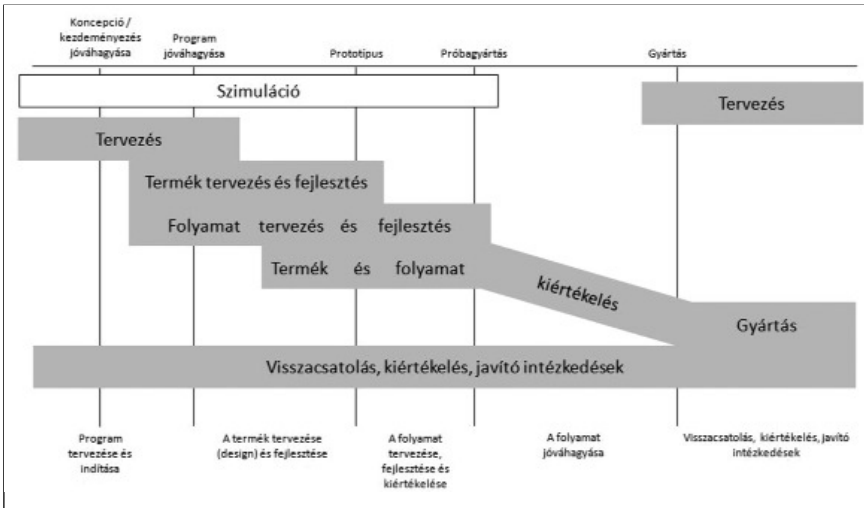 Koncepció /
kezdeményezés
jóváhagyása
Program
jóváhagyása
Prototípus
Próbagyártás
Gyártás
Szimuláció
Tervezés
Tervezés
Termék tervezés és fejlesztés
Folyamat tervezés és fejlesztés
Termék és folyamat
kiértékelés
Gyártás
Visszacsatolás, kiértékelés, javító intézkedések
Program
tervezése és
indítása
A termék tervezése
(design) és fejlesztése
A folyamat
tervezése,
fejlesztése és
kiértékelése
A folyamat
jóváhagyása
Visszacsatolás, kiértékelés, javító
intézkedések